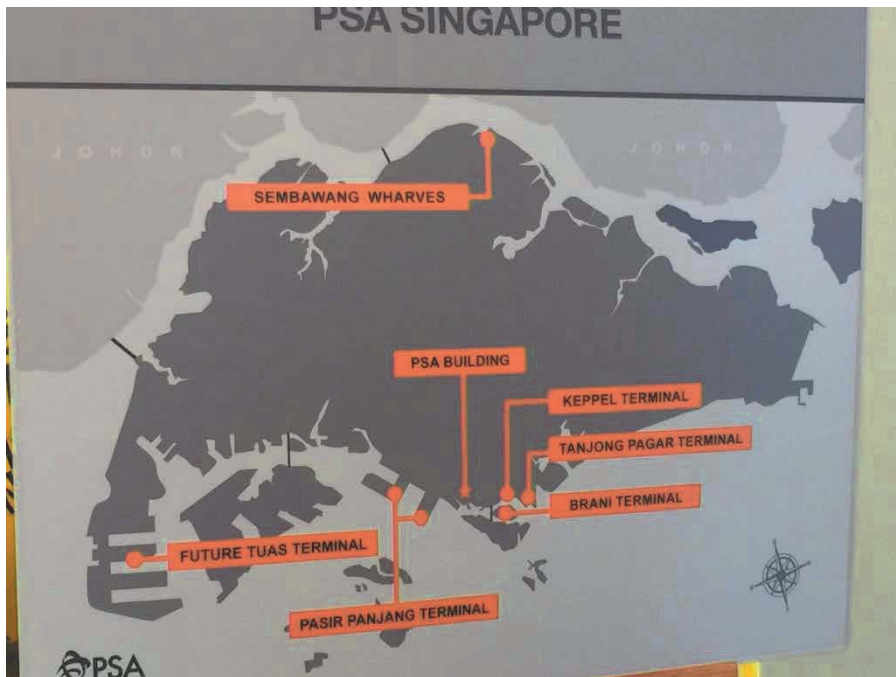 PSA SINGAPORE
JOHOR
JOHOR
SEMBAWANG WHARVES
PSA BUILDING
KEPPEL TERMINAL
TANJONG PAGAR TERMINAL
BRANI TERMINAL
FUTURE TUAS TERMINAL
PASIR PANJANG TERMINAL
PSA